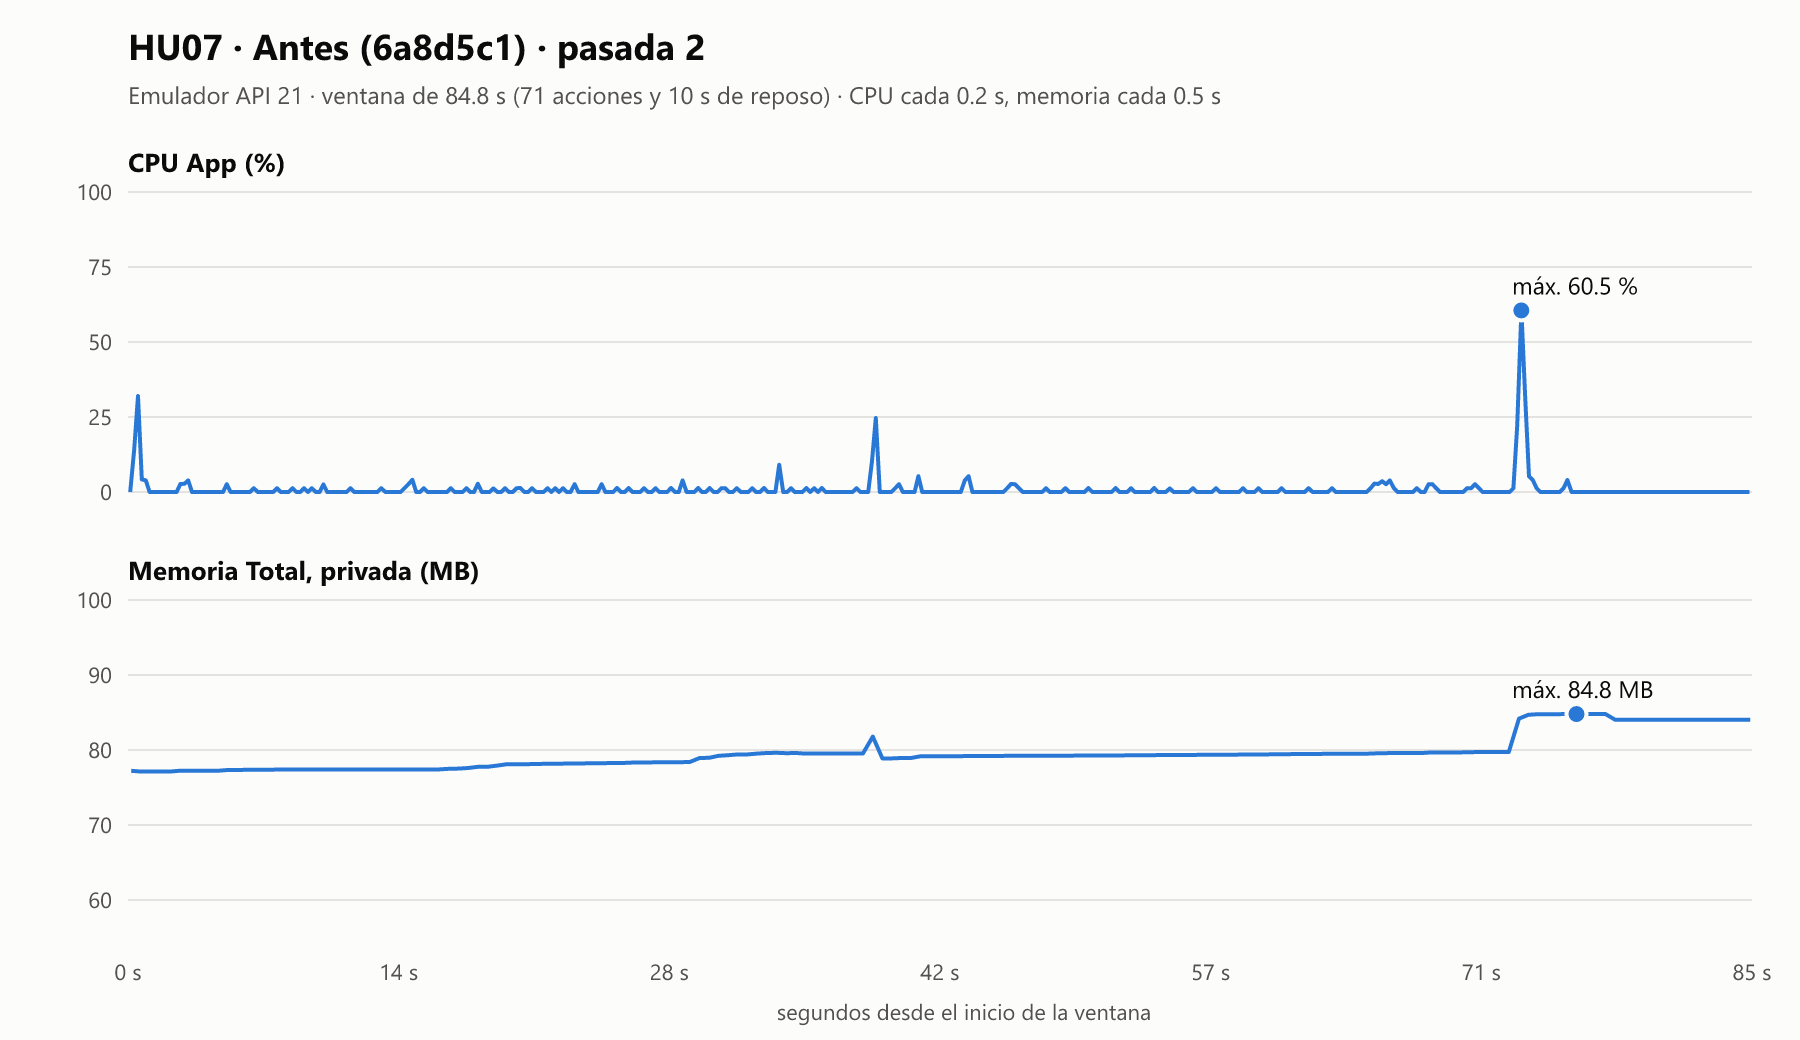 HU07 · Antes (6a8d5c1) · pasada 2
Emulador API 21 · ventana de 84.8 s (71 acciones y 10 s de reposo) · CPU cada 0.2 s, memoria cada 0.5 s
CPU App (%)
100
75
máx. 60.5 %
50
25
0
Memoria Total, privada (MB)
100
90
máx. 84.8 MB
80
70
60
0 s 14 s 28 s 42 s 57 s 71 s 85 s
segundos desde el inicio de la ventana